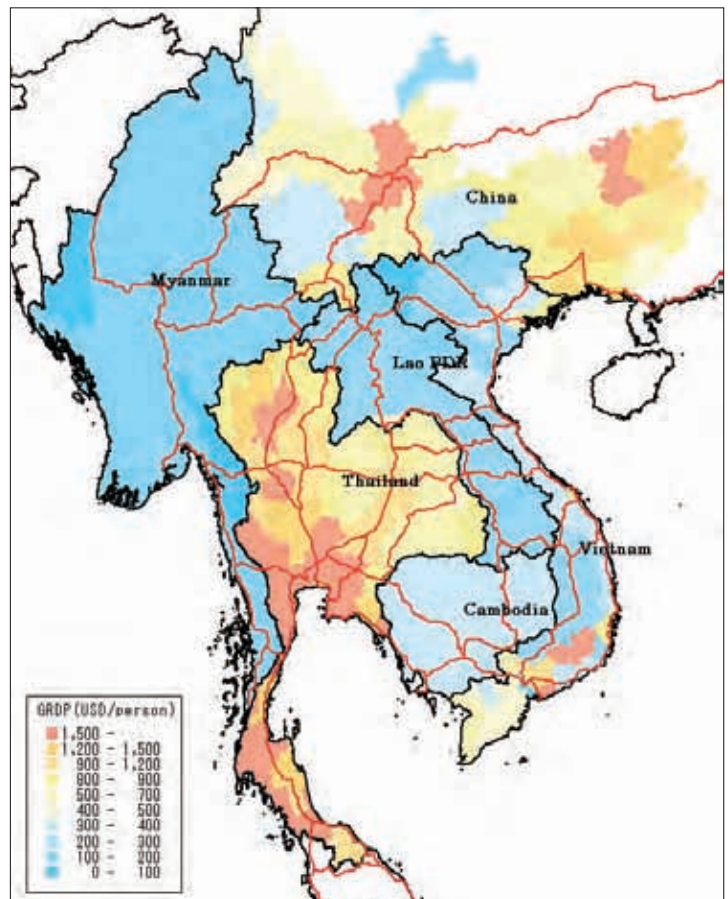 China
Myanmar
Lao PDR
Thailand
Vietnam
Cambodia
GRDP(USD/person)
1,500 -
1,200 - 1,500
900 - 1,200
800 - 900
500 - 700
400 - 500
300 - 400
200 - 300
100 - 200
0 - 100